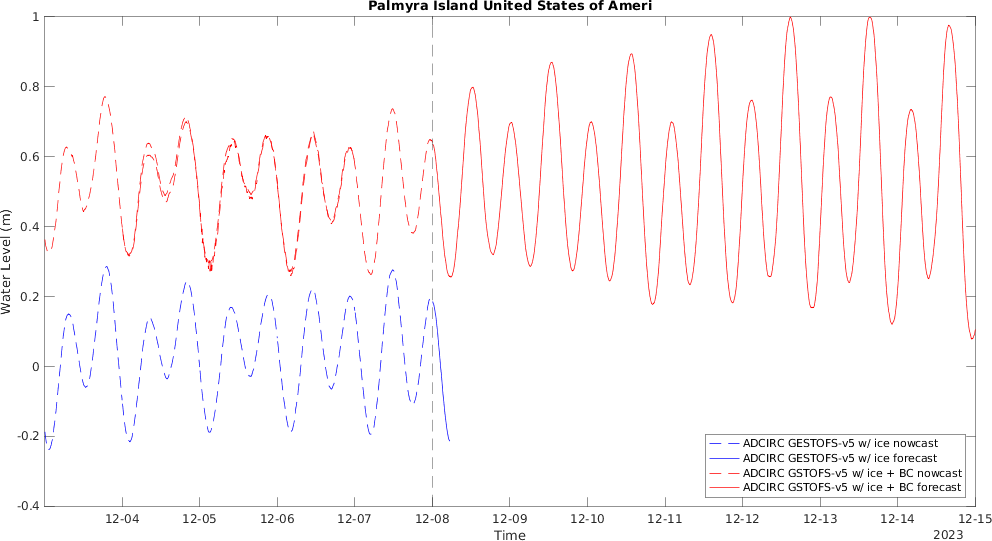 Palmyra Island United States of Ameri
1
0.8
0.6
0.4
0.2
0
-0.2
-0.4
Water Level (m)
ADCIRC GESTOFS-v5 w/ ice nowcast
ADCIRC GESTOFS-v5 w/ ice forecast
ADCIRC GSTOFS-v5 w/ ice + BC nowcast
ADCIRC GSTOFS-v5 w/ ice + BC forecast
12-04 12-05 12-06 12-07 12-08 12-09 12-10 12-11 12-12 12-13 12-14 12-15
Time
2023